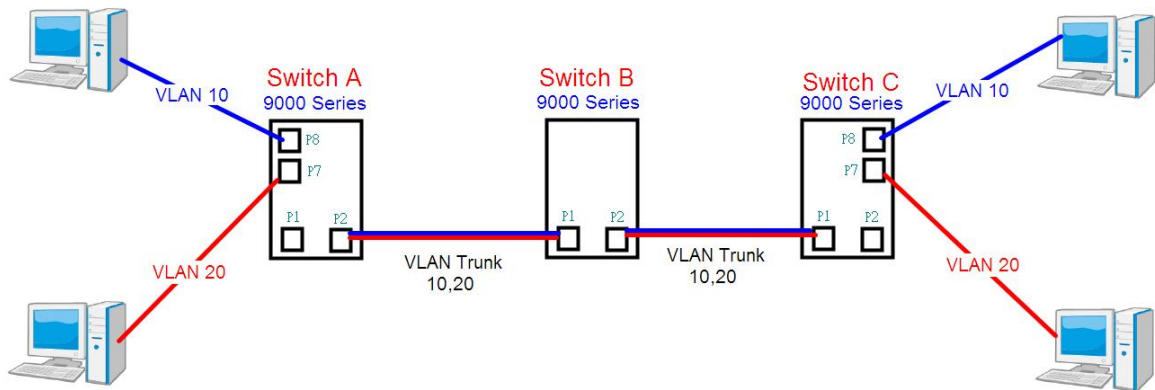 Switch A
9000 Series
Switch B
9000 Series
Switch C
9000 Series
VLAN 10
VLAN 10
P8
P7
P1
P2
P1
P2
P8
P7
P1
P2
VLAN 20
VLAN Trunk
10,20
VLAN Trunk
10,20
VLAN 20